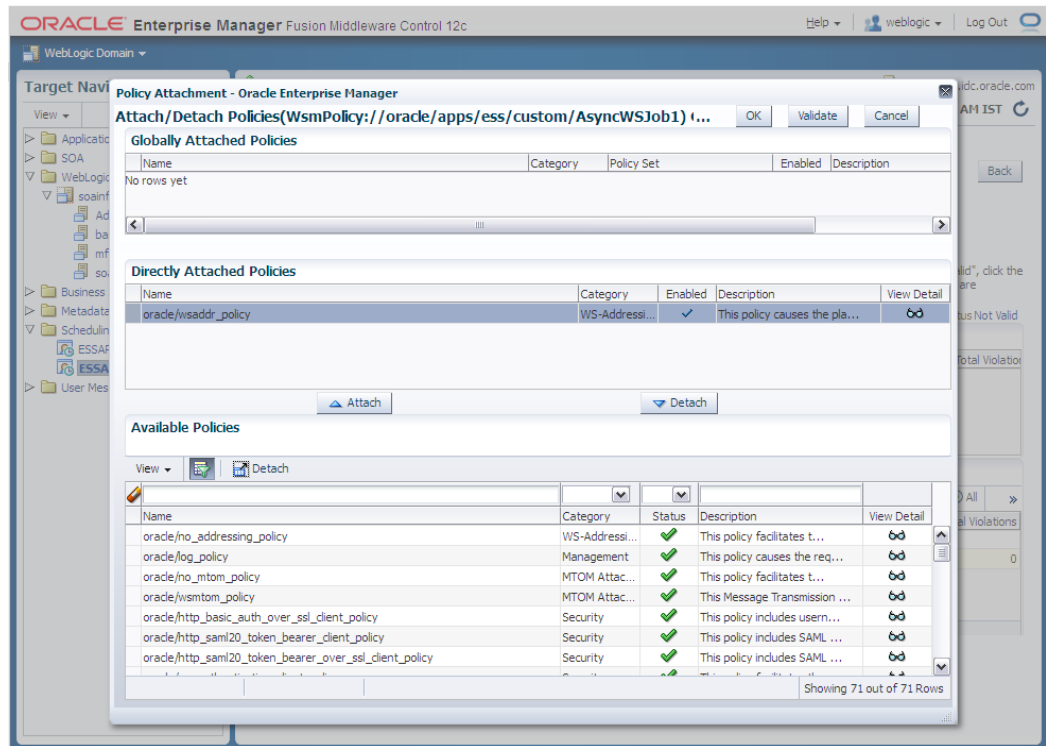 ORACLE Enterprise Manager Fusion Middleware Control 12c
Help weblogic Log Out
WebLogic Domain
Target Navi
idc.oracle.com
View
AM IST
Applicatio
SOA
WebLogic
soainf
Ad
ba
mf
soa
Business
Metadata
Schedulin
ESSAP
ESSA
User Mes
Back
lid", click the
are
tus Not Valid
Total Violation
All »
al Violations
0
Policy Attachment - Oracle Enterprise Manager
Attach/Detach Policies(WsmPolicy://oracle/apps/ess/custom/AsyncWSJob1) (...
OK Validate Cancel
Globally Attached Policies
Name Category Policy Set Enabled Description
No rows yet
Directly Attached Policies
Name Category Enabled Description View Detail
oracle/wsaddr_policy WS-Addressi... This policy causes the pla...
Attach Detach
Available Policies
View Detach
Name Category Status Description View Detail
oracle/no_addressing_policy WS-Addressi... This policy facilitates t...
oracle/log_policy Management This policy causes the req...
oracle/no_mtom_policy MTOM Attac... This policy facilitates t...
oracle/wsmtom_policy MTOM Attac... This Message Transmission ...
oracle/http_basic_auth_over_ssl_client_policy Security This policy includes usern...
oracle/http_saml20_token_bearer_client_policy Security This policy includes SAML ...
oracle/http_saml20_token_bearer_over_ssl_client_policy Security This policy includes SAML ...
Showing 71 out of 71 Rows